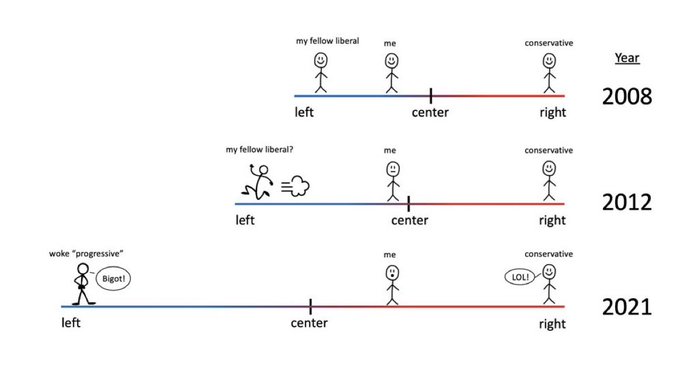 my fellow liberal me conservative Year
2008
left center right
my fellow liberal? me conservative
2012
left center right
woke “progressive” me conservative
Bigot! LOL!
2021
left center right